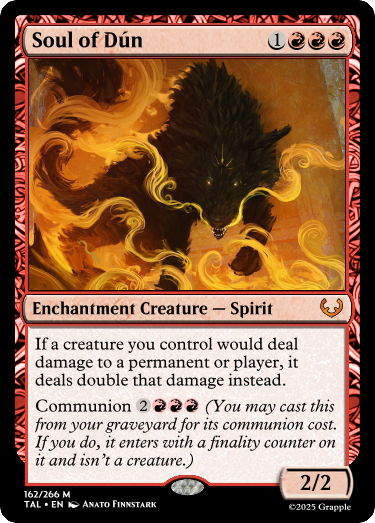 Soul of Dún 1
Enchantment Creature — Spirit
If a creature you control would deal
damage to a permanent or player, it
deals double that damage instead.
Communion 2 (You may cast this
from your graveyard for its communion cost.
If you do, it enters with a finality counter on
it and isn't a creature.)
2/2
162/266 M
TAL • EN Anato Finnstark
©2025 Grapple